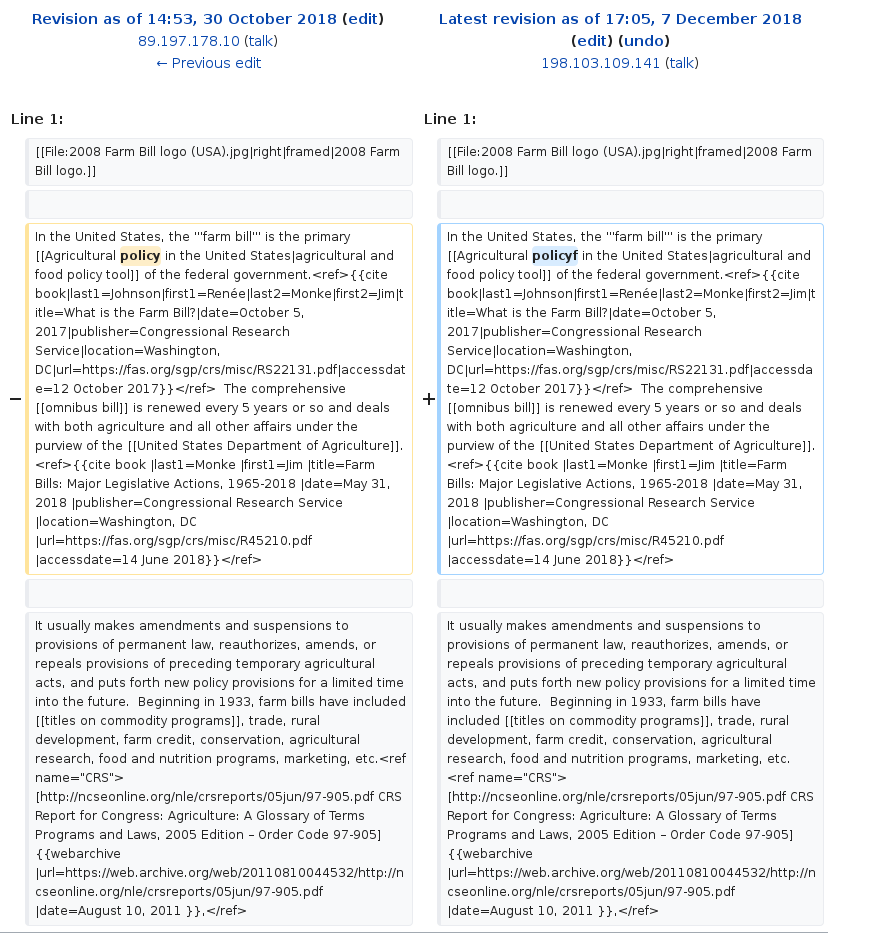 Revision as of 14:53, 30 October 2018 (edit)
89.197.178.10 (talk)
← Previous edit
Latest revision as of 17:05, 7 December 2018
(edit) (undo)
198.103.109.141 (talk)
Line 1:
Line 1:
[[File:2008 Farm Bill logo (USA).jpg|right|framed|2008 Farm
Bill logo.]]
[[File:2008 Farm Bill logo (USA).jpg|right|framed|2008 Farm
Bill logo.]]
−
In the United States, the '''farm bill''' is the primary
[[Agricultural policy in the United States|agricultural and
food policy tool]] of the federal government.<ref>{{cite
book|last1=Johnson|first1=Renée|last2=Monke|first2=Jim|t
itle=What is the Farm Bill?|date=October 5,
2017|publisher=Congressional Research
Service|location=Washington,
DC|url=https://fas.org/sgp/crs/misc/RS22131.pdf|accessdat
e=12 October 2017}}</ref>  The comprehensive
[[omnibus bill]] is renewed every 5 years or so and deals
with both agriculture and all other affairs under the
purview of the [[United States Department of Agriculture]].
<ref>{{cite book |last1=Monke |first1=Jim |title=Farm
Bills: Major Legislative Actions, 1965-2018 |date=May 31,
2018 |publisher=Congressional Research Service
|location=Washington, DC
|url=https://fas.org/sgp/crs/misc/R45210.pdf
|accessdate=14 June 2018}}</ref>
+
In the United States, the '''farm bill''' is the primary
[[Agricultural policyf in the United States|agricultural and
food policy tool]] of the federal government.<ref>{{cite
book|last1=Johnson|first1=Renée|last2=Monke|first2=Jim|t
itle=What is the Farm Bill?|date=October 5,
2017|publisher=Congressional Research
Service|location=Washington,
DC|url=https://fas.org/sgp/crs/misc/RS22131.pdf|accessda
te=12 October 2017}}</ref>  The comprehensive
[[omnibus bill]] is renewed every 5 years or so and deals
with both agriculture and all other affairs under the
purview of the [[United States Department of Agriculture]].
<ref>{{cite book |last1=Monke |first1=Jim |title=Farm
Bills: Major Legislative Actions, 1965-2018 |date=May 31,
2018 |publisher=Congressional Research Service
|location=Washington, DC
|url=https://fas.org/sgp/crs/misc/R45210.pdf
|accessdate=14 June 2018}}</ref>
It usually makes amendments and suspensions to
provisions of permanent law, reauthorizes, amends, or
repeals provisions of preceding temporary agricultural
acts, and puts forth new policy provisions for a limited time
into the future.  Beginning in 1933, farm bills have included
[[titles on commodity programs]], trade, rural
development, farm credit, conservation, agricultural
research, food and nutrition programs, marketing, etc.<ref
name="CRS">
[http://ncseonline.org/nle/crsreports/05jun/97-905.pdf CRS
Report for Congress: Agriculture: A Glossary of Terms
Programs and Laws, 2005 Edition – Order Code 97-905]
{{webarchive
|url=https://web.archive.org/web/20110810044532/http://n
cseonline.org/nle/crsreports/05jun/97-905.pdf
|date=August 10, 2011 }}.</ref>
It usually makes amendments and suspensions to
provisions of permanent law, reauthorizes, amends, or
repeals provisions of preceding temporary agricultural
acts, and puts forth new policy provisions for a limited time
into the future.  Beginning in 1933, farm bills have
included [[titles on commodity programs]], trade, rural
development, farm credit, conservation, agricultural
research, food and nutrition programs, marketing, etc.
<ref name="CRS">
[http://ncseonline.org/nle/crsreports/05jun/97-905.pdf CRS
Report for Congress: Agriculture: A Glossary of Terms
Programs and Laws, 2005 Edition – Order Code 97-905]
{{webarchive
|url=https://web.archive.org/web/20110810044532/http://n
cseonline.org/nle/crsreports/05jun/97-905.pdf
|date=August 10, 2011 }}.</ref>